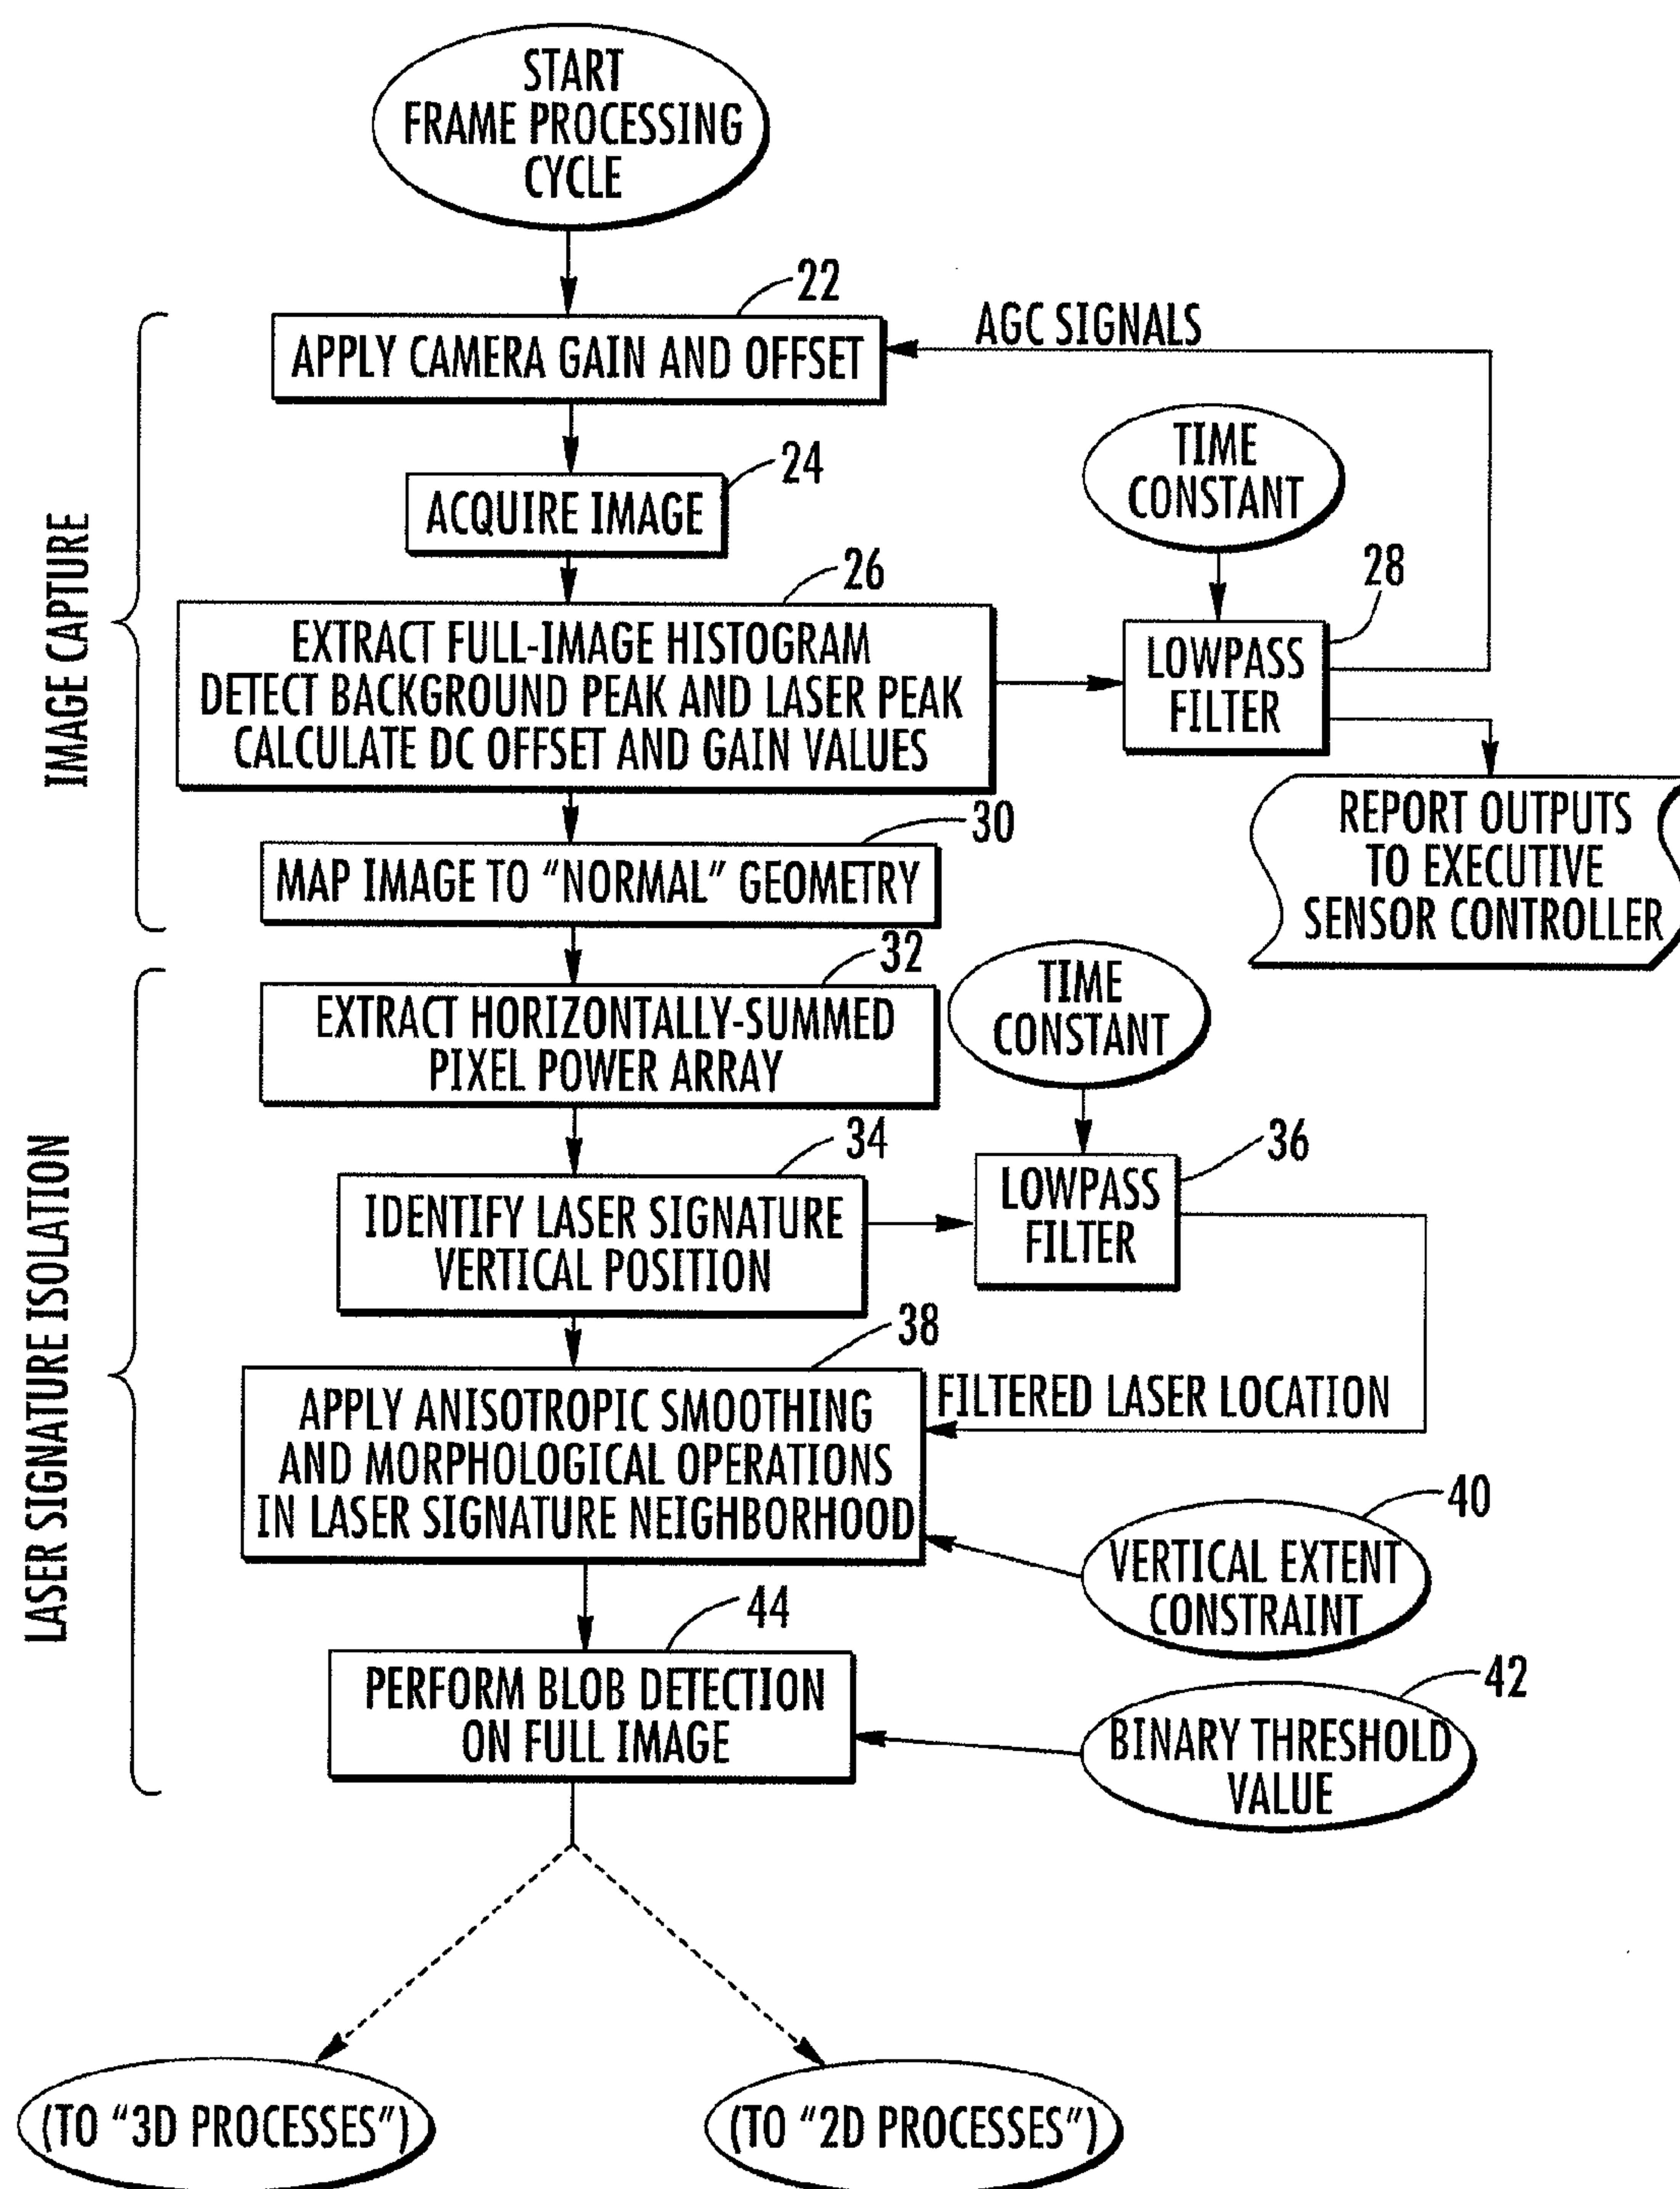 START
FRAME PROCESSING
CYCLE
22
APPLY CAMERA GAIN AND OFFSET
AGC SIGNALS
24
ACQUIRE IMAGE
TIME
CONSTANT
26
EXTRACT FULL-IMAGE HISTOGRAM
DETECT BACKGROUND PEAK AND LASER PEAK
CALCULATE DC OFFSET AND GAIN VALUES
28
LOWPASS
FILTER
REPORT OUTPUTS
TO EXECUTIVE
SENSOR CONTROLLER
30
MAP IMAGE TO “NORMAL” GEOMETRY
IMAGE CAPTURE
32
EXTRACT HORIZONTALLY-SUMMED
PIXEL POWER ARRAY
TIME
CONSTANT
34
IDENTIFY LASER SIGNATURE
VERTICAL POSITION
36
LOWPASS
FILTER
38
APPLY ANISOTROPIC SMOOTHING
AND MORPHOLOGICAL OPERATIONS
IN LASER SIGNATURE NEIGHBORHOOD
FILTERED LASER LOCATION
40
VERTICAL EXTENT
CONSTRAINT
44
PERFORM BLOB DETECTION
ON FULL IMAGE
42
BINARY THRESHOLD
VALUE
LASER SIGNATURE ISOLATION
(TO “3D PROCESSES”)
(TO “2D PROCESSES”)